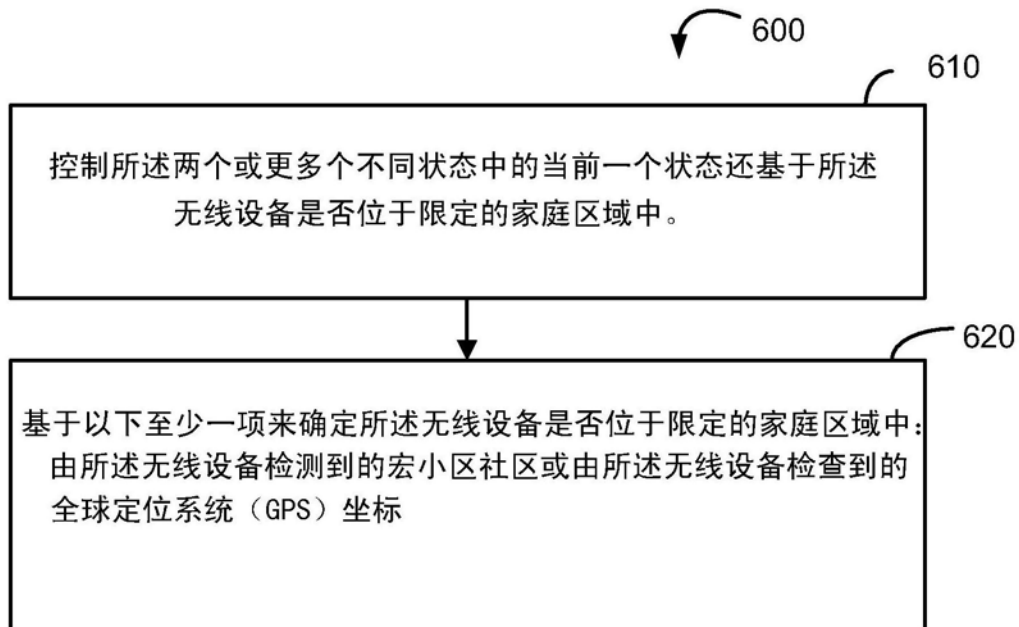 600
610
控制所述两个或更多个不同状态中的当前一个状态还基于所述
无线设备是否位于限定的家庭区域中。
620
基于以下至少一项来确定所述无线设备是否位于限定的家庭区域中：
由所述无线设备检测到的宏小区社区或由所述无线设备检查到的
全球定位系统（GPS）坐标